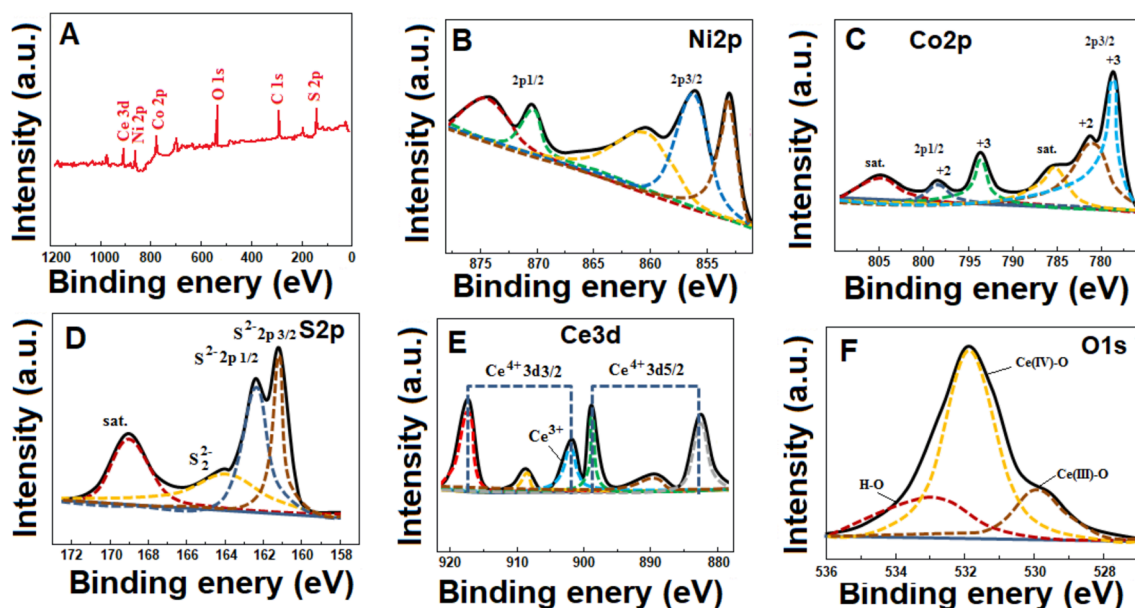 A
Intensity (a.u.)
Ce 3d
Ni 2p
Co 2p
O 1s
C 1s
S 2p
1200 1000 800 600 400 200 0
Binding enery (eV)
B
Ni2p
Intensity (a.u.)
2p1/2
2p3/2
875 870 865 860 855
Binding enery (eV)
C
Co2p
Intensity (a.u.)
2p3/2
+3
+2
sat.
2p1/2
+2
+3
sat.
805 800 795 790 785 780
Binding enery (eV)
D
S2p
Intensity (a.u.)
S2- 2p 3/2
S2- 2p 1/2
sat.
S22-
172 170 168 166 164 162 160 158
Binding enery (eV)
E
Ce3d
Intensity (a.u.)
Ce4+ 3d3/2
Ce4+ 3d5/2
Ce3+
920 910 900 890 880
Binding enery (eV)
F
O1s
Intensity (a.u.)
Ce(IV)-O
Ce(III)-O
H-O
536 534 532 530 528
Binding enery (eV)